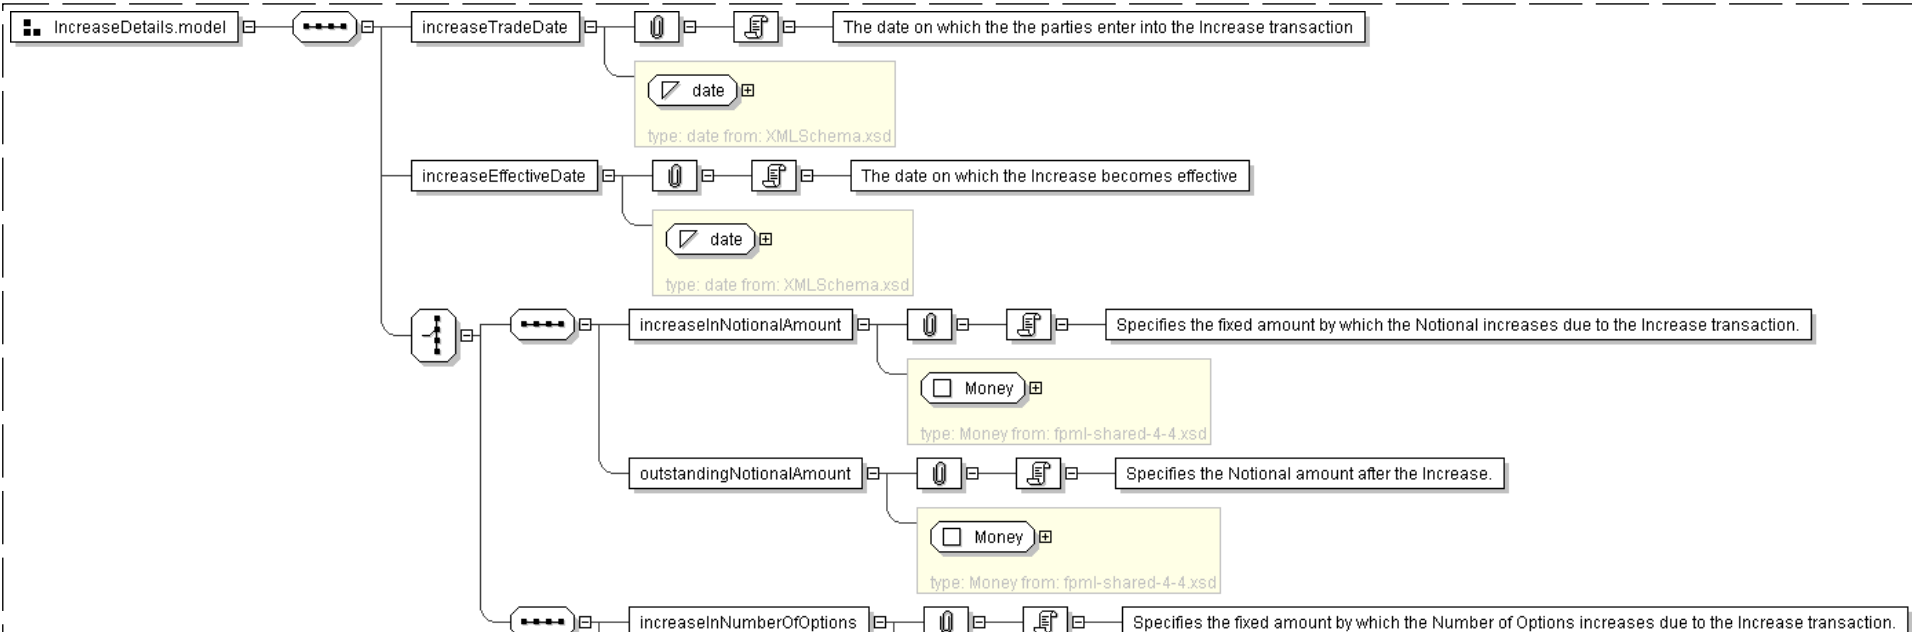 IncreaseDetails.model
increaseTradeDate
The date on which the the parties enter into the Increase transaction
date
type: date from: XMLSchema.xsd
increaseEffectiveDate
The date on which the Increase becomes effective
date
type: date from: XMLSchema.xsd
increaseInNotionalAmount
Specifies the fixed amount by which the Notional increases due to the Increase transaction.
Money
type: Money from: fpml-shared-4-4.xsd
outstandingNotionalAmount
Specifies the Notional amount after the Increase.
Money
type: Money from: fpml-shared-4-4.xsd
increaseInNumberOfOptions
Specifies the fixed amount by which the Number of Options increases due to the Increase transaction.